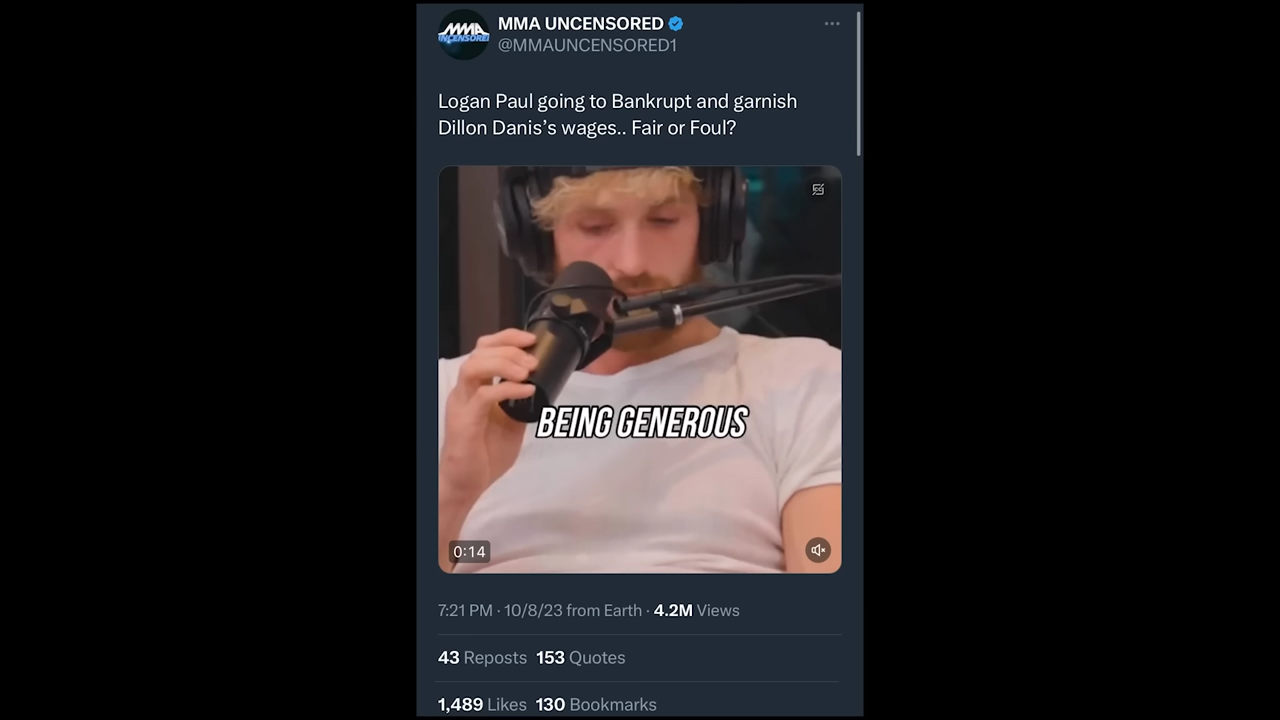 MMA
UNCENSORED
MMA UNCENSORED
@MMAUNCENSORED1
Logan Paul going to Bankrupt and garnish
Dillon Danis’s wages.. Fair or Foul?
BEING GENEROUS
0:14
7:21 PM · 10/8/23 from Earth · 4.2M Views
43 Reposts 153 Quotes
1,489 Likes 130 Bookmarks